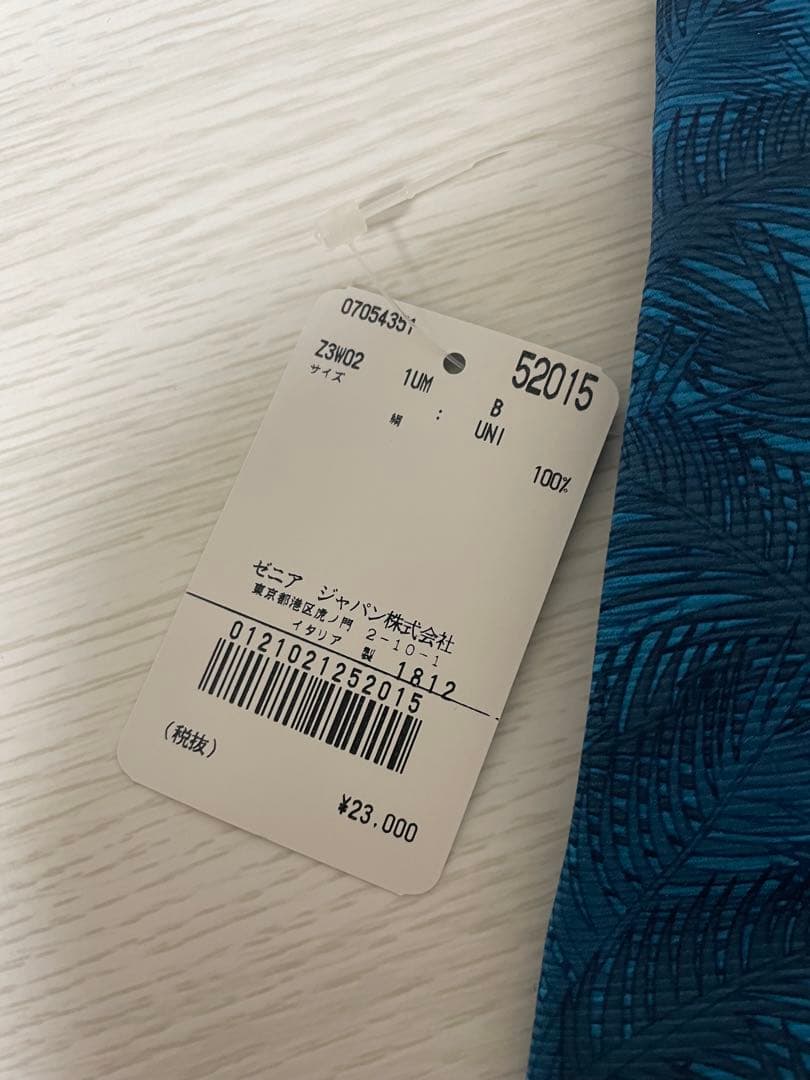 07054351
Z3W02 1UM B 52015
サイズ : UNI
絹 100%
ゼニア ジャパン株式会社
東京都港区虎ノ門 2-10-1
イタリア 製 1812
0121021252015
(税抜)
¥23,000